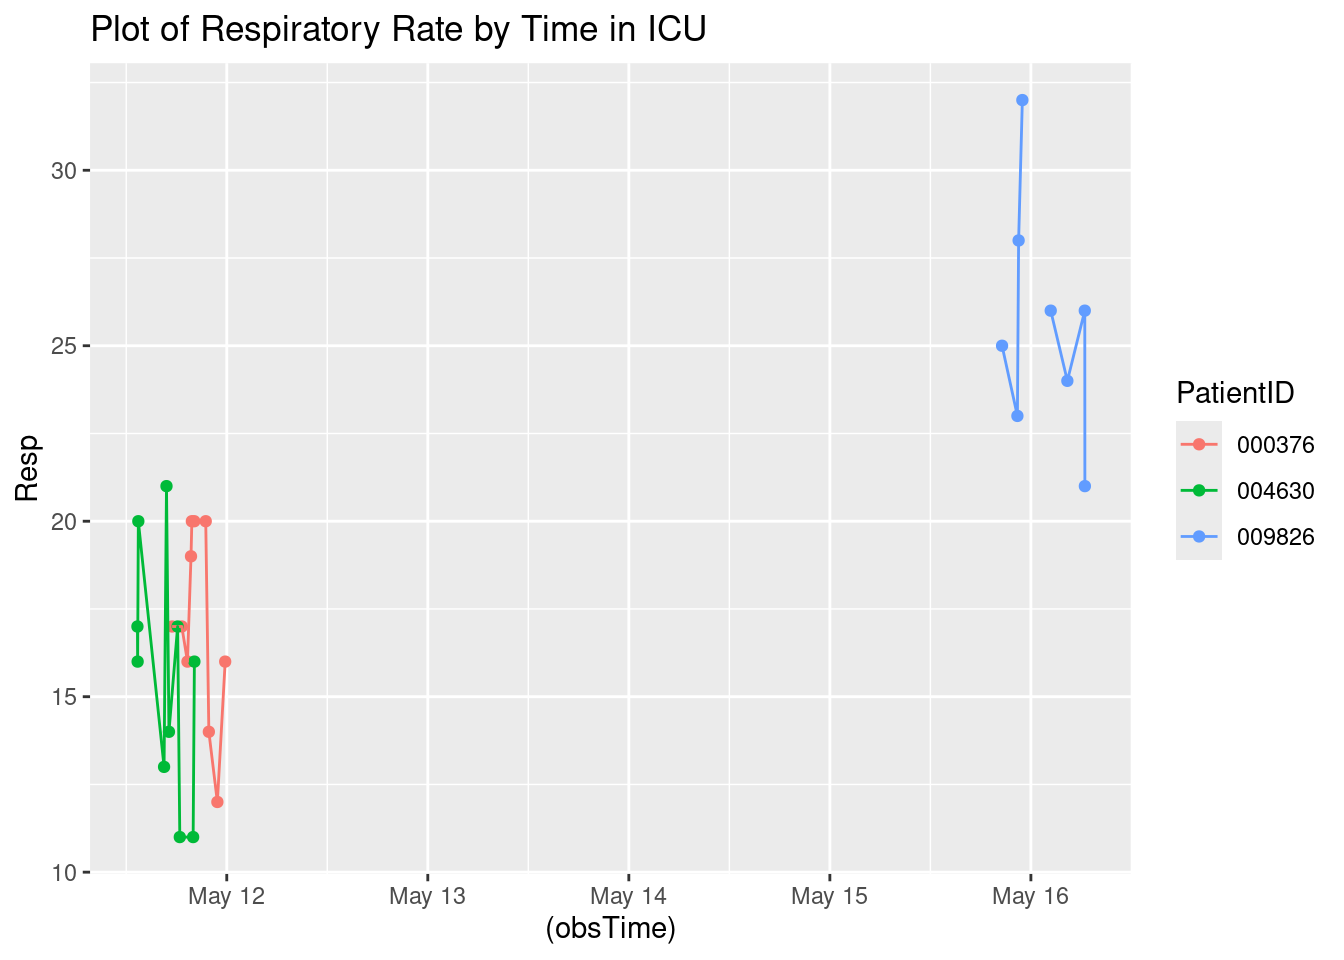 Plot of Respiratory Rate by Time in ICU
30
25
20
15
10
Resp
May 12
May 13
May 14
May 15
May 16
(obsTime)
PatientID
000376
004630
009826